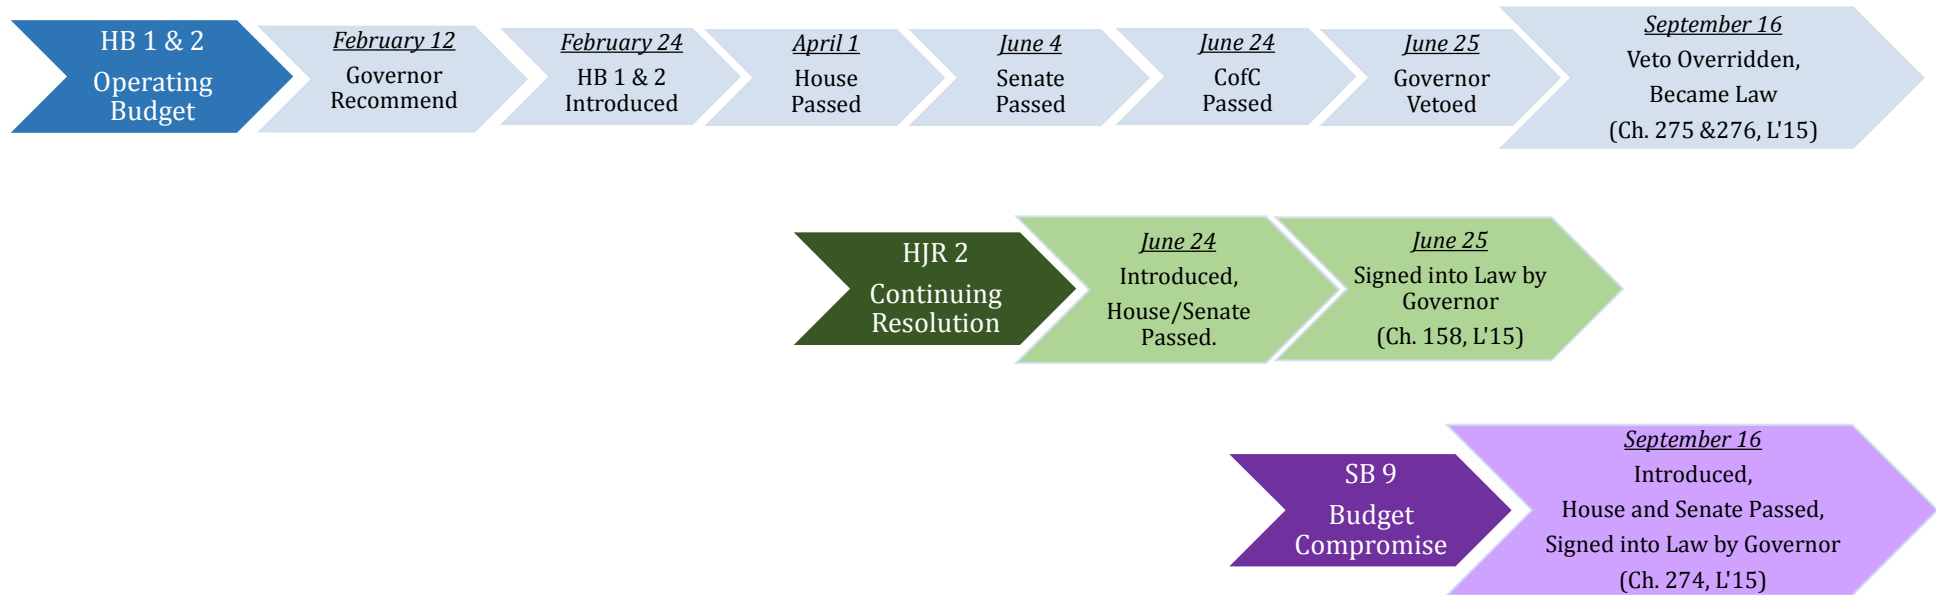 HB 1 & 2
Operating
Budget
February 12
Governor
Recommend
February 24
HB 1 & 2
Introduced
April 1
House
Passed
June 4
Senate
Passed
June 24
CofC
Passed
June 25
Governor
Vetoed
September 16
Veto Overridden,
Became Law
(Ch. 275 &276, L'15)
HJR 2
Continuing
Resolution
June 24
Introduced,
House/Senate
Passed.
June 25
Signed into Law by
Governor
(Ch. 158, L'15)
SB 9
Budget
Compromise
September 16
Introduced,
House and Senate Passed,
Signed into Law by Governor
(Ch. 274, L'15)